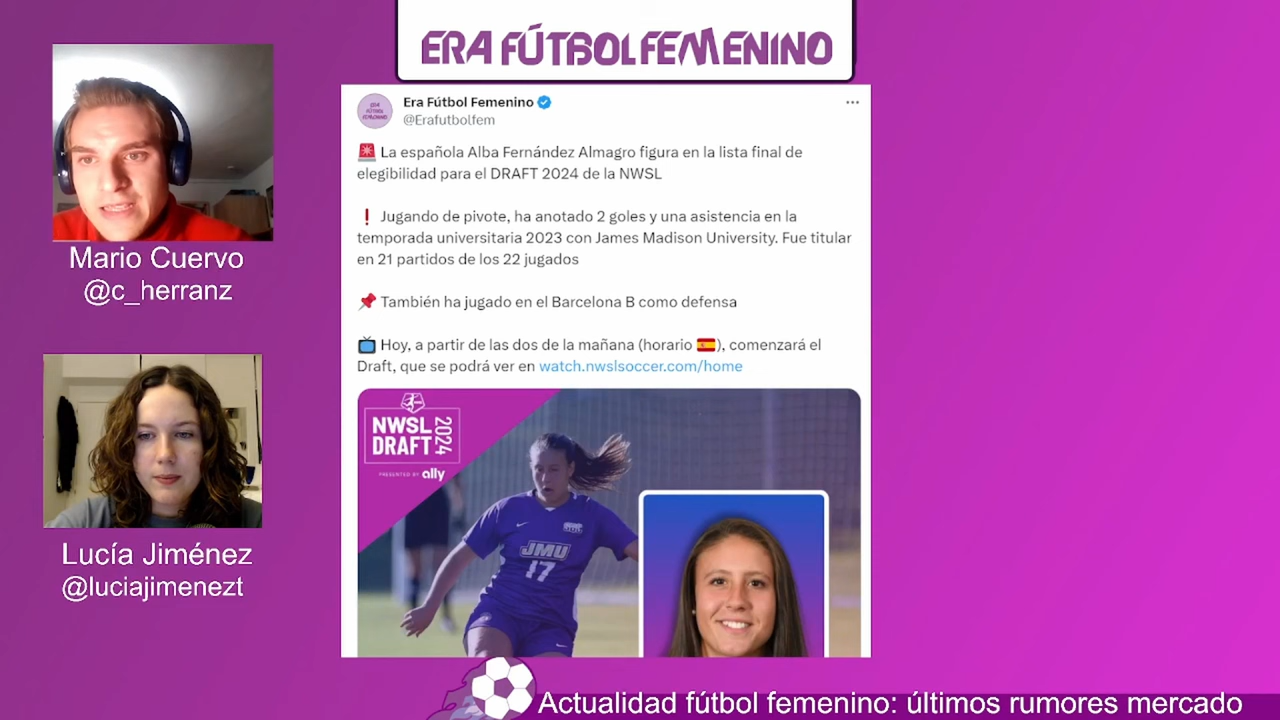 ERA FÚTBOL FEMENINO
Mario Cuervo
@c_herranz
Lucía Jiménez
@luciajimenezt
ERA
FÚTBOL
FEMENINO
Era Fútbol Femenino
@Erafutbolfem
La española Alba Fernández Almagro figura en la lista final de
elegibilidad para el DRAFT 2024 de la NWSL
❗ Jugando de pivote, ha anotado 2 goles y una asistencia en la
temporada universitaria 2023 con James Madison University. Fue titular
en 21 partidos de los 22 jugados
También ha jugado en el Barcelona B como defensa
Hoy, a partir de las dos de la mañana (horario 🇪🇸), comenzará el
Draft, que se podrá ver en watch.nwslsoccer.com/home
NWSL
DRAFT
2024
PRESENTED BY ally
JMU
17
Actualidad fútbol femenino: últimos rumores mercado